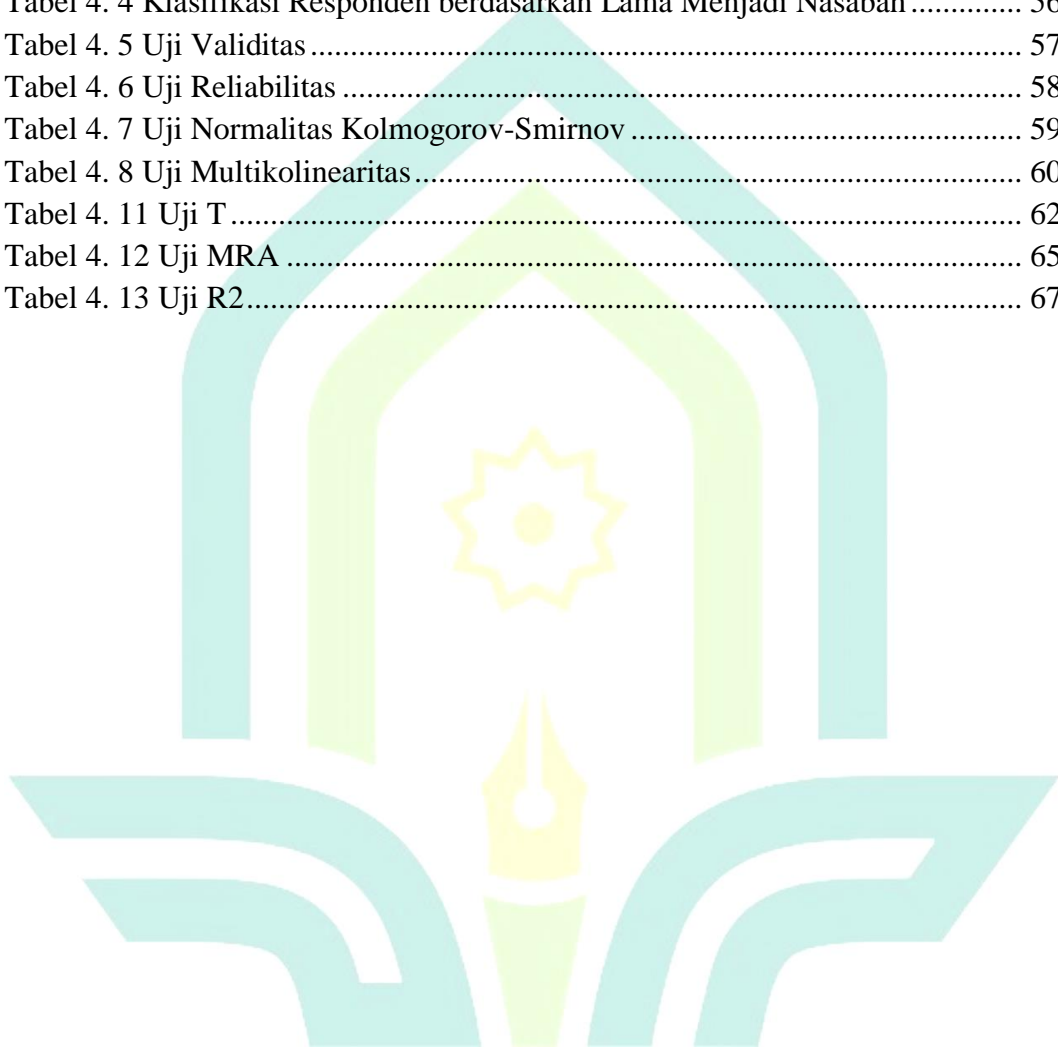 Tabel 4. 4 Klasifikasi Responden berdasarkan Lama Menjadi Nasabah ............. 56
Tabel 4. 5 Uji Validitas ................................................................................... 57
Tabel 4. 6 Uji Reliabilitas ............................................................................... 58
Tabel 4. 7 Uji Normalitas Kolmogorov-Smirnov ............................................. 59
Tabel 4. 8 Uji Multikolinearitas ....................................................................... 60
Tabel 4. 11 Uji T ............................................................................................ 62
Tabel 4. 12 Uji MRA ...................................................................................... 65
Tabel 4. 13 Uji R2 .......................................................................................... 67